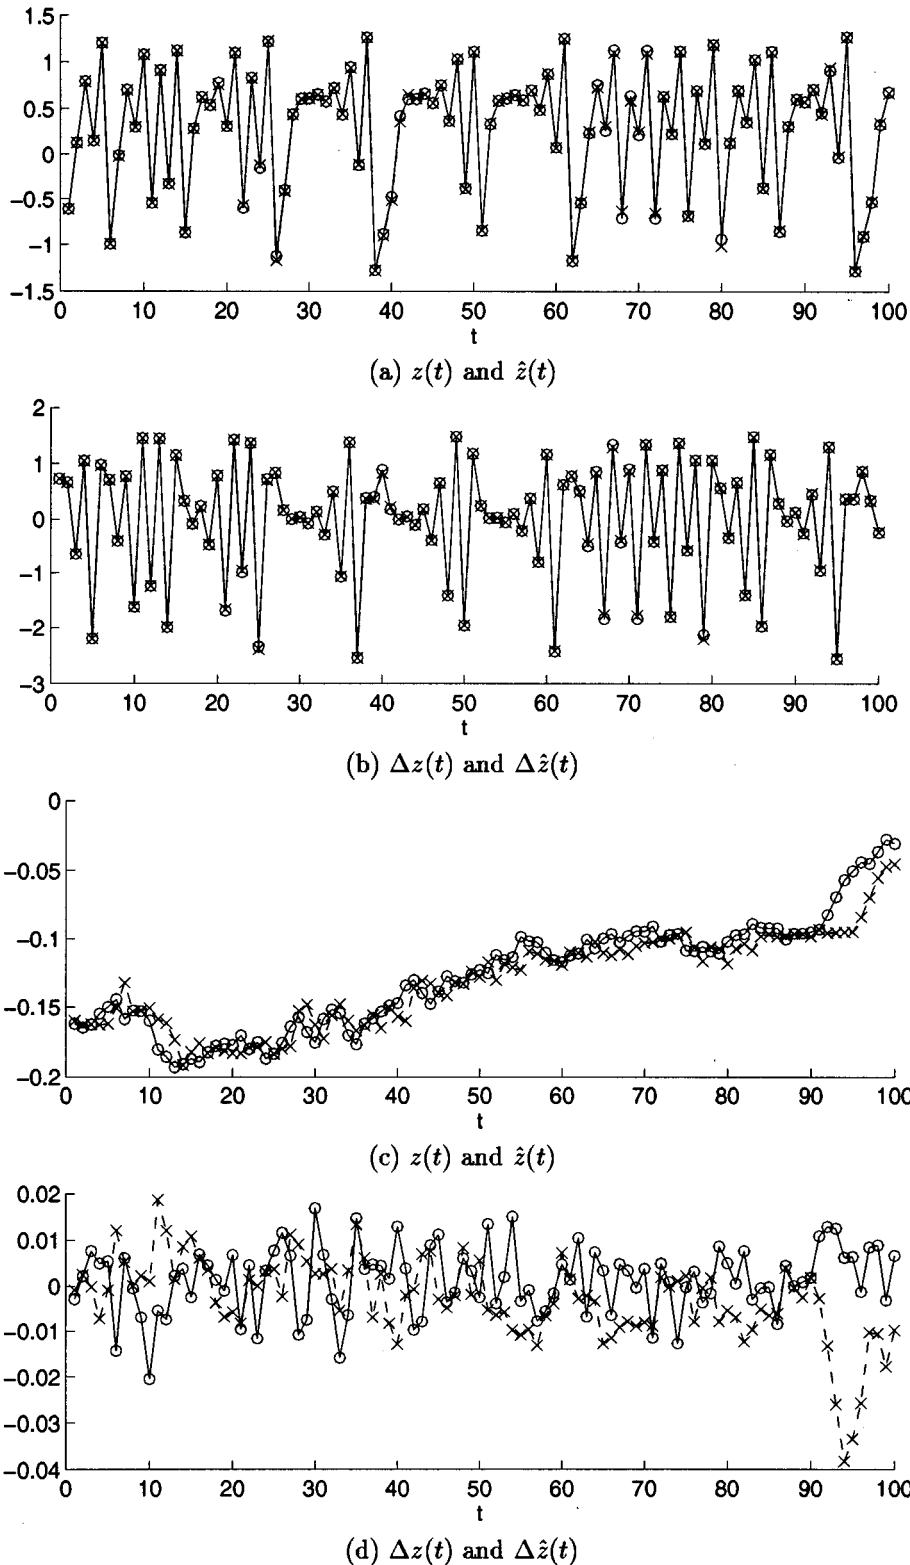 1.5
1
0.5
0
−0.5
−1
−1.5
0 10 20 30 40 50 60 70 80 90 100
t
(a) z(t) and ẑ(t)
2
1
0
−1
−2
−3
0 10 20 30 40 50 60 70 80 90 100
t
(b) Δz(t) and Δẑ(t)
0
−0.05
−0.1
−0.15
−0.2
0 10 20 30 40 50 60 70 80 90 100
t
(c) z(t) and ẑ(t)
0.02
0.01
0
−0.01
−0.02
−0.03
−0.04
0 10 20 30 40 50 60 70 80 90 100
t
(d) Δz(t) and Δẑ(t)